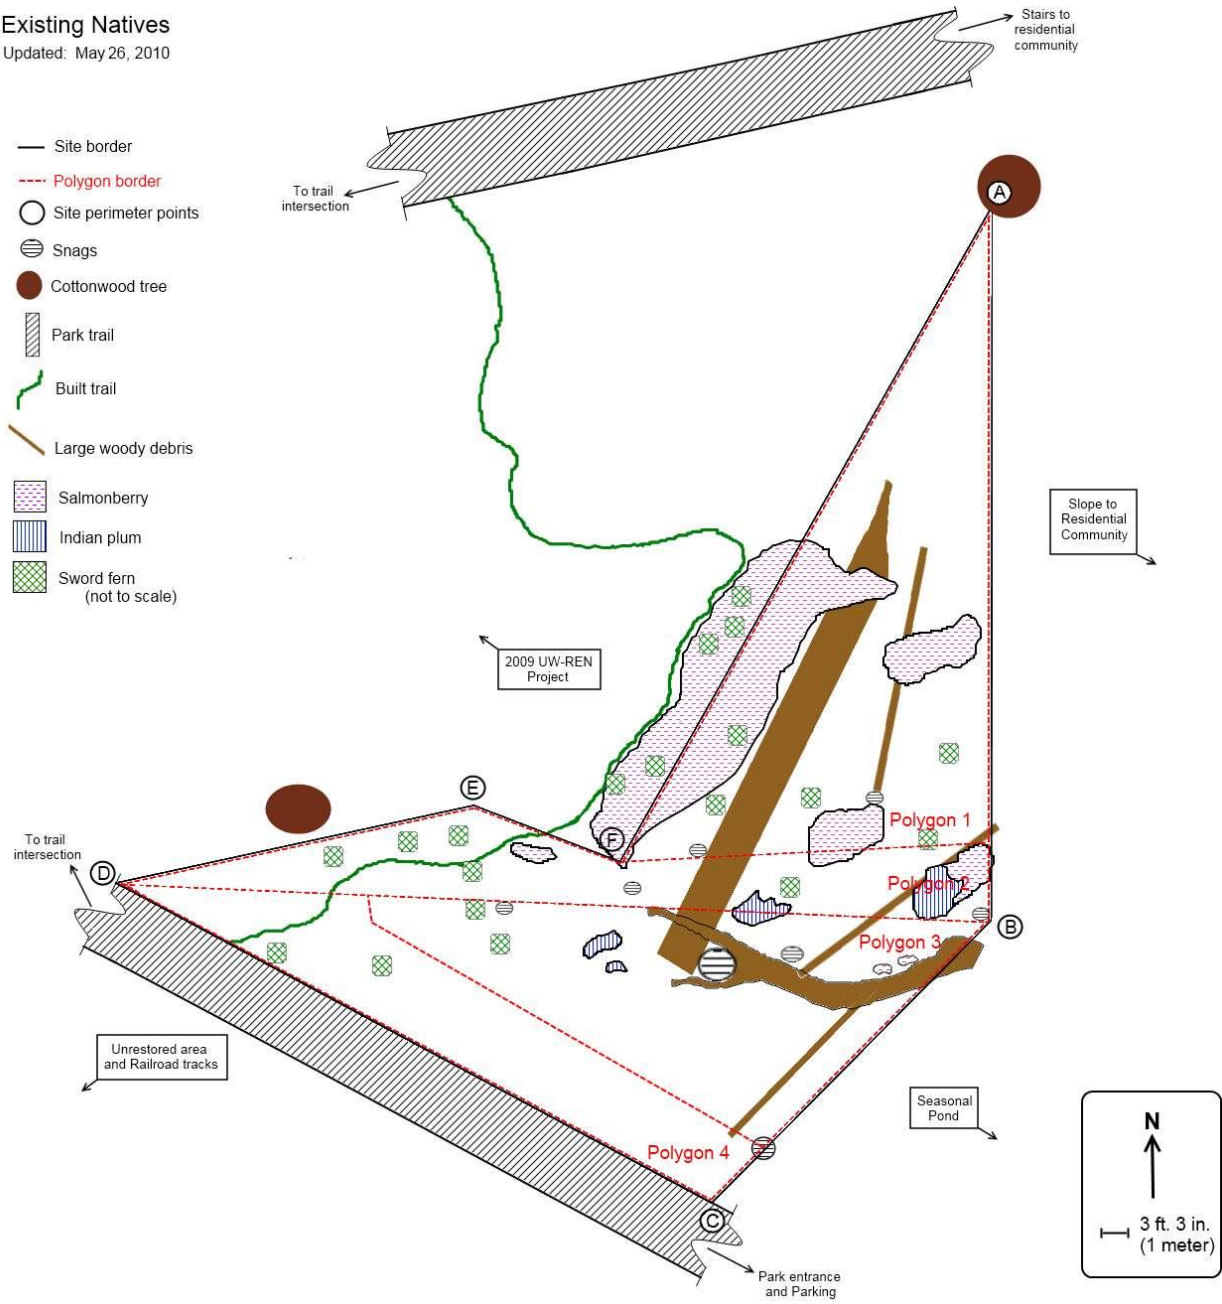 Existing Natives
Updated: May 26, 2010
Stairs to
residential
community
Site border
Polygon border
Site perimeter points
Snags
Cottonwood tree
Park trail
Built trail
Large woody debris
Salmonberry
Indian plum
Sword fern
(not to scale)
To trail
intersection
A
Slope to
Residential
Community
2009 UW-REN
Project
E
F
Polygon 1
To trail
intersection
D
Polygon 2
B
Polygon 3
Unrestored area
and Railroad tracks
Seasonal
Pond
Polygon 4
C
Park entrance
and Parking
N
3 ft. 3 in.
(1 meter)